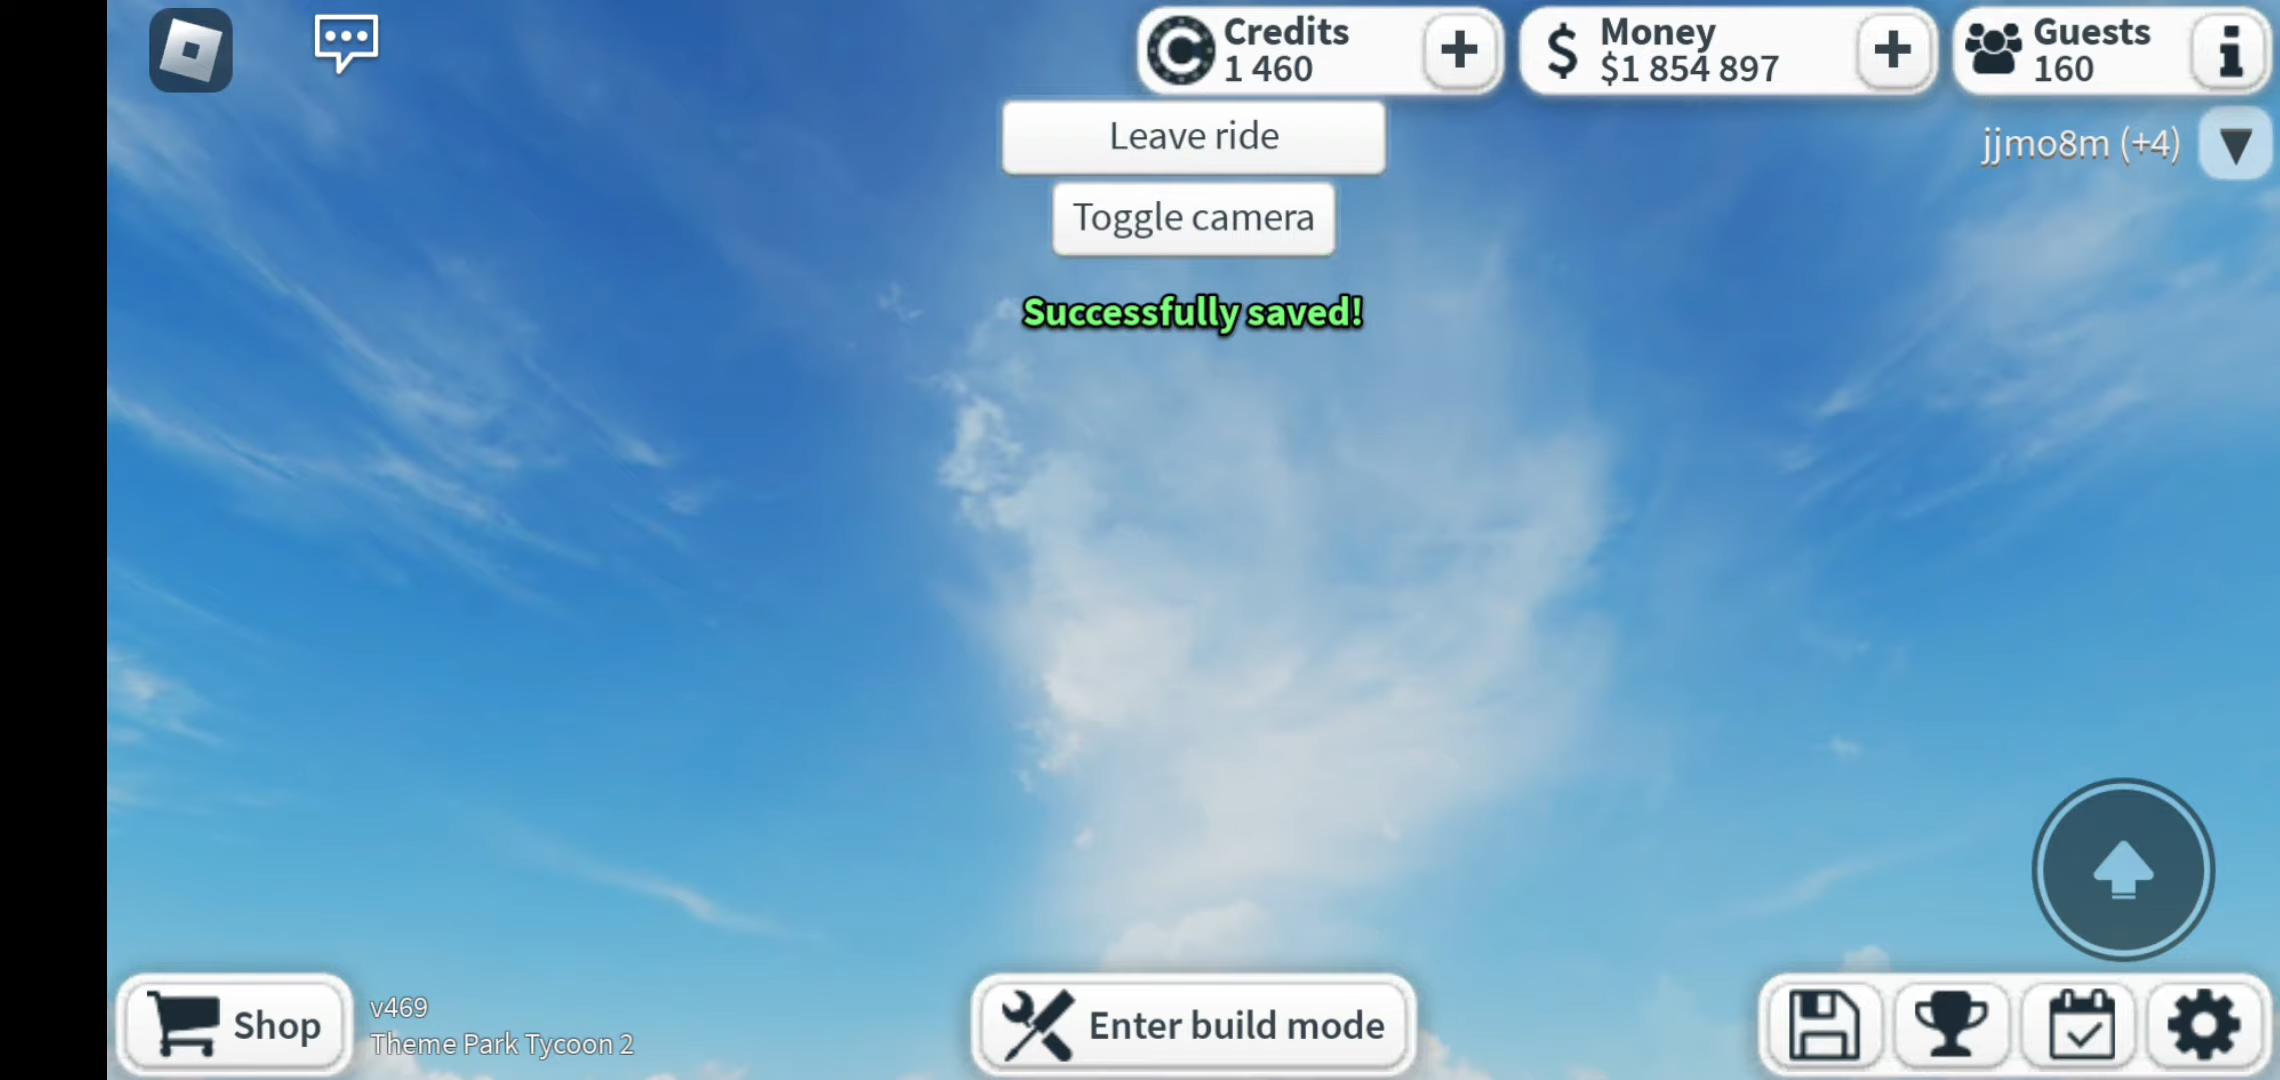 Credits
1 460
Money
$1 854 897
Guests
160
Leave ride
jjmo8m (+4)
Toggle camera
Successfully saved!
Shop
v469
Theme Park Tycoon 2
Enter build mode